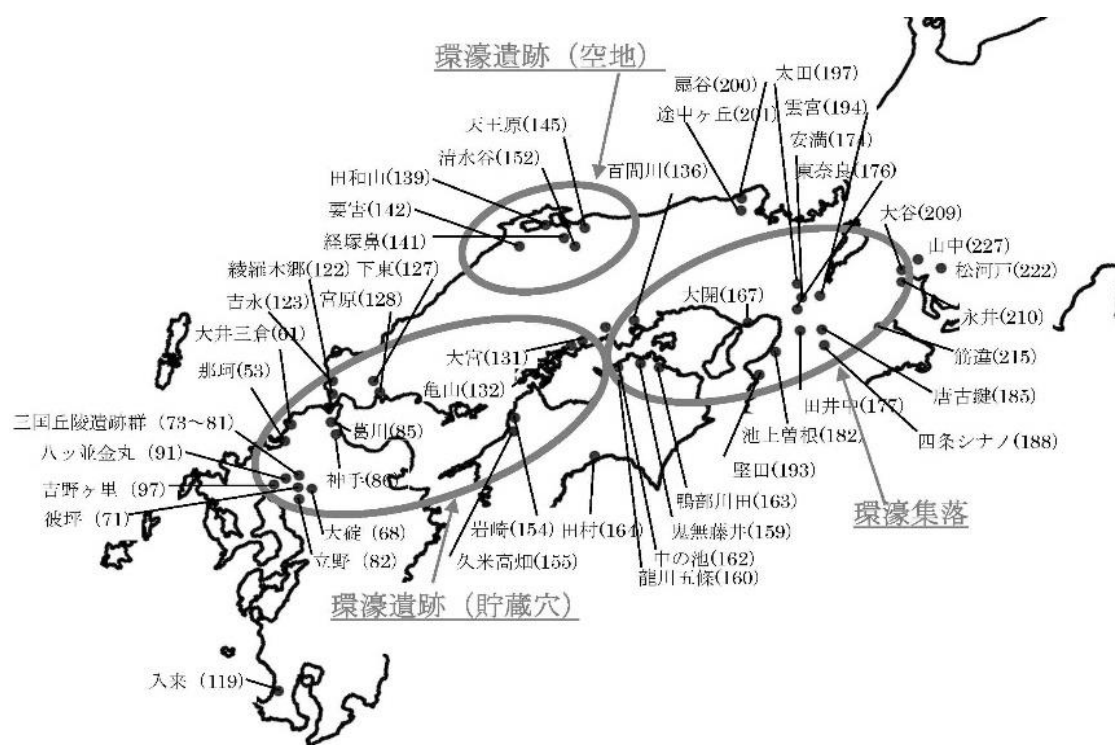 環濠遺跡（空地）
扇谷(200)
太田(197)
途中ヶ丘(201)
雲宮(194)
天王原(145)
安満(174)
清水谷(152)
百間川(136)
東奈良(176)
田和山(139)
大谷(209)
要害(142)
山中(227)
経塚鼻(141)
松河戸(222)
綾羅木郷(122)
下東(127)
吉永(123)
宮原(128)
大開(167)
永井(210)
大井三倉(61)
大宮(131)
筋違(215)
那珂(53)
亀山(132)
田井中(177)
唐古鍵(185)
三国丘陵遺跡群（73～81）
葛川(85)
池上曽根(182)
四条シナノ(188)
八ッ並金丸（91）
堅田(193)
吉野ヶ里（97）
神手(86)
鴨部川田(163)
環濠集落
彼坪（71）
大碇（68）
岩崎(154)
田村(164)
鬼無藤井(159)
立野（82）
久米高畑(155)
中の池(162)
龍川五條(160)
環濠遺跡（貯蔵穴）
入来（119）